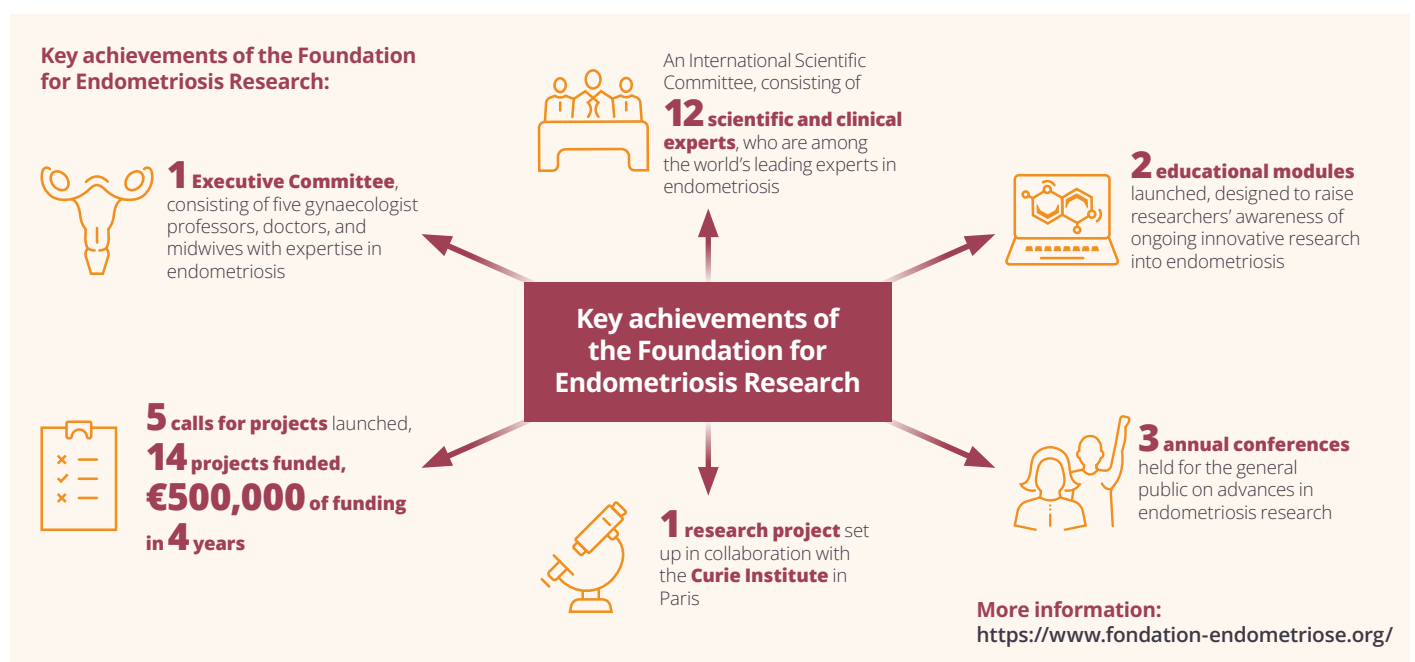 Key achievements of the Foundation
for Endometriosis Research:
An International Scientific
Committee, consisting of
12 scientific and clinical
experts, who are among
the world's leading experts in
endometriosis
1 Executive Committee,
consisting of five gynaecologist
professors, doctors, and
midwives with expertise in
endometriosis
2 educational modules
launched, designed to raise
researchers' awareness of
ongoing innovative research
into endometriosis
Key achievements of
the Foundation for
Endometriosis Research
5 calls for projects launched,
14 projects funded,
€500,000 of funding
in 4 years
1 research project set
up in collaboration with
the Curie Institute in
Paris
3 annual conferences
held for the general
public on advances in
endometriosis research
More information:
https://www.fondation-endometriose.org/